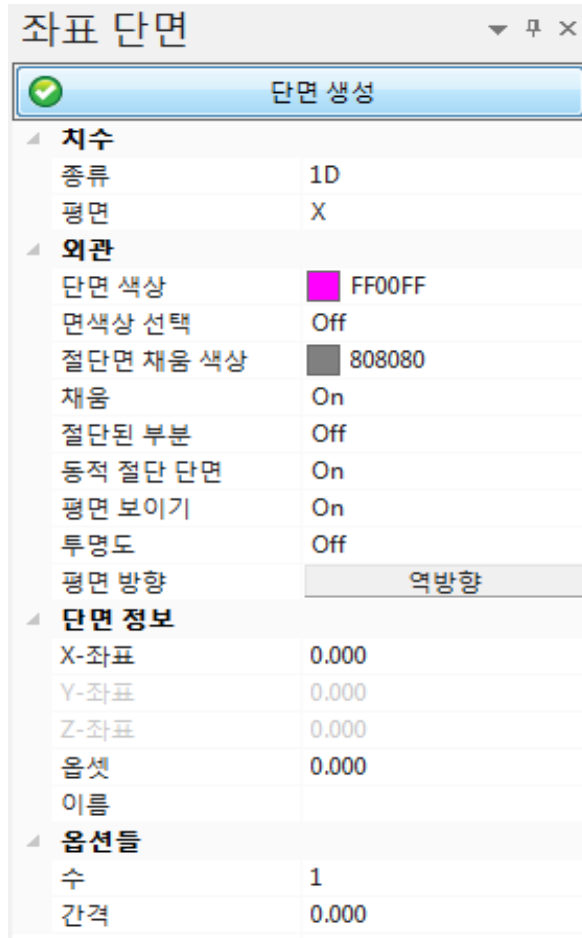 좌표 단면
단면 생성
치수
종류 1D
평면 X
외관
단면 색상 FF00FF
면색상 선택 Off
절단면 채움 색상 808080
채움 On
절단된 부분 Off
동적 절단 단면 On
평면 보이기 On
투명도 Off
평면 방향 역방향
단면 정보
X-좌표 0.000
Y-좌표 0.000
Z-좌표 0.000
옵셋 0.000
이름
옵션들
수 1
간격 0.000